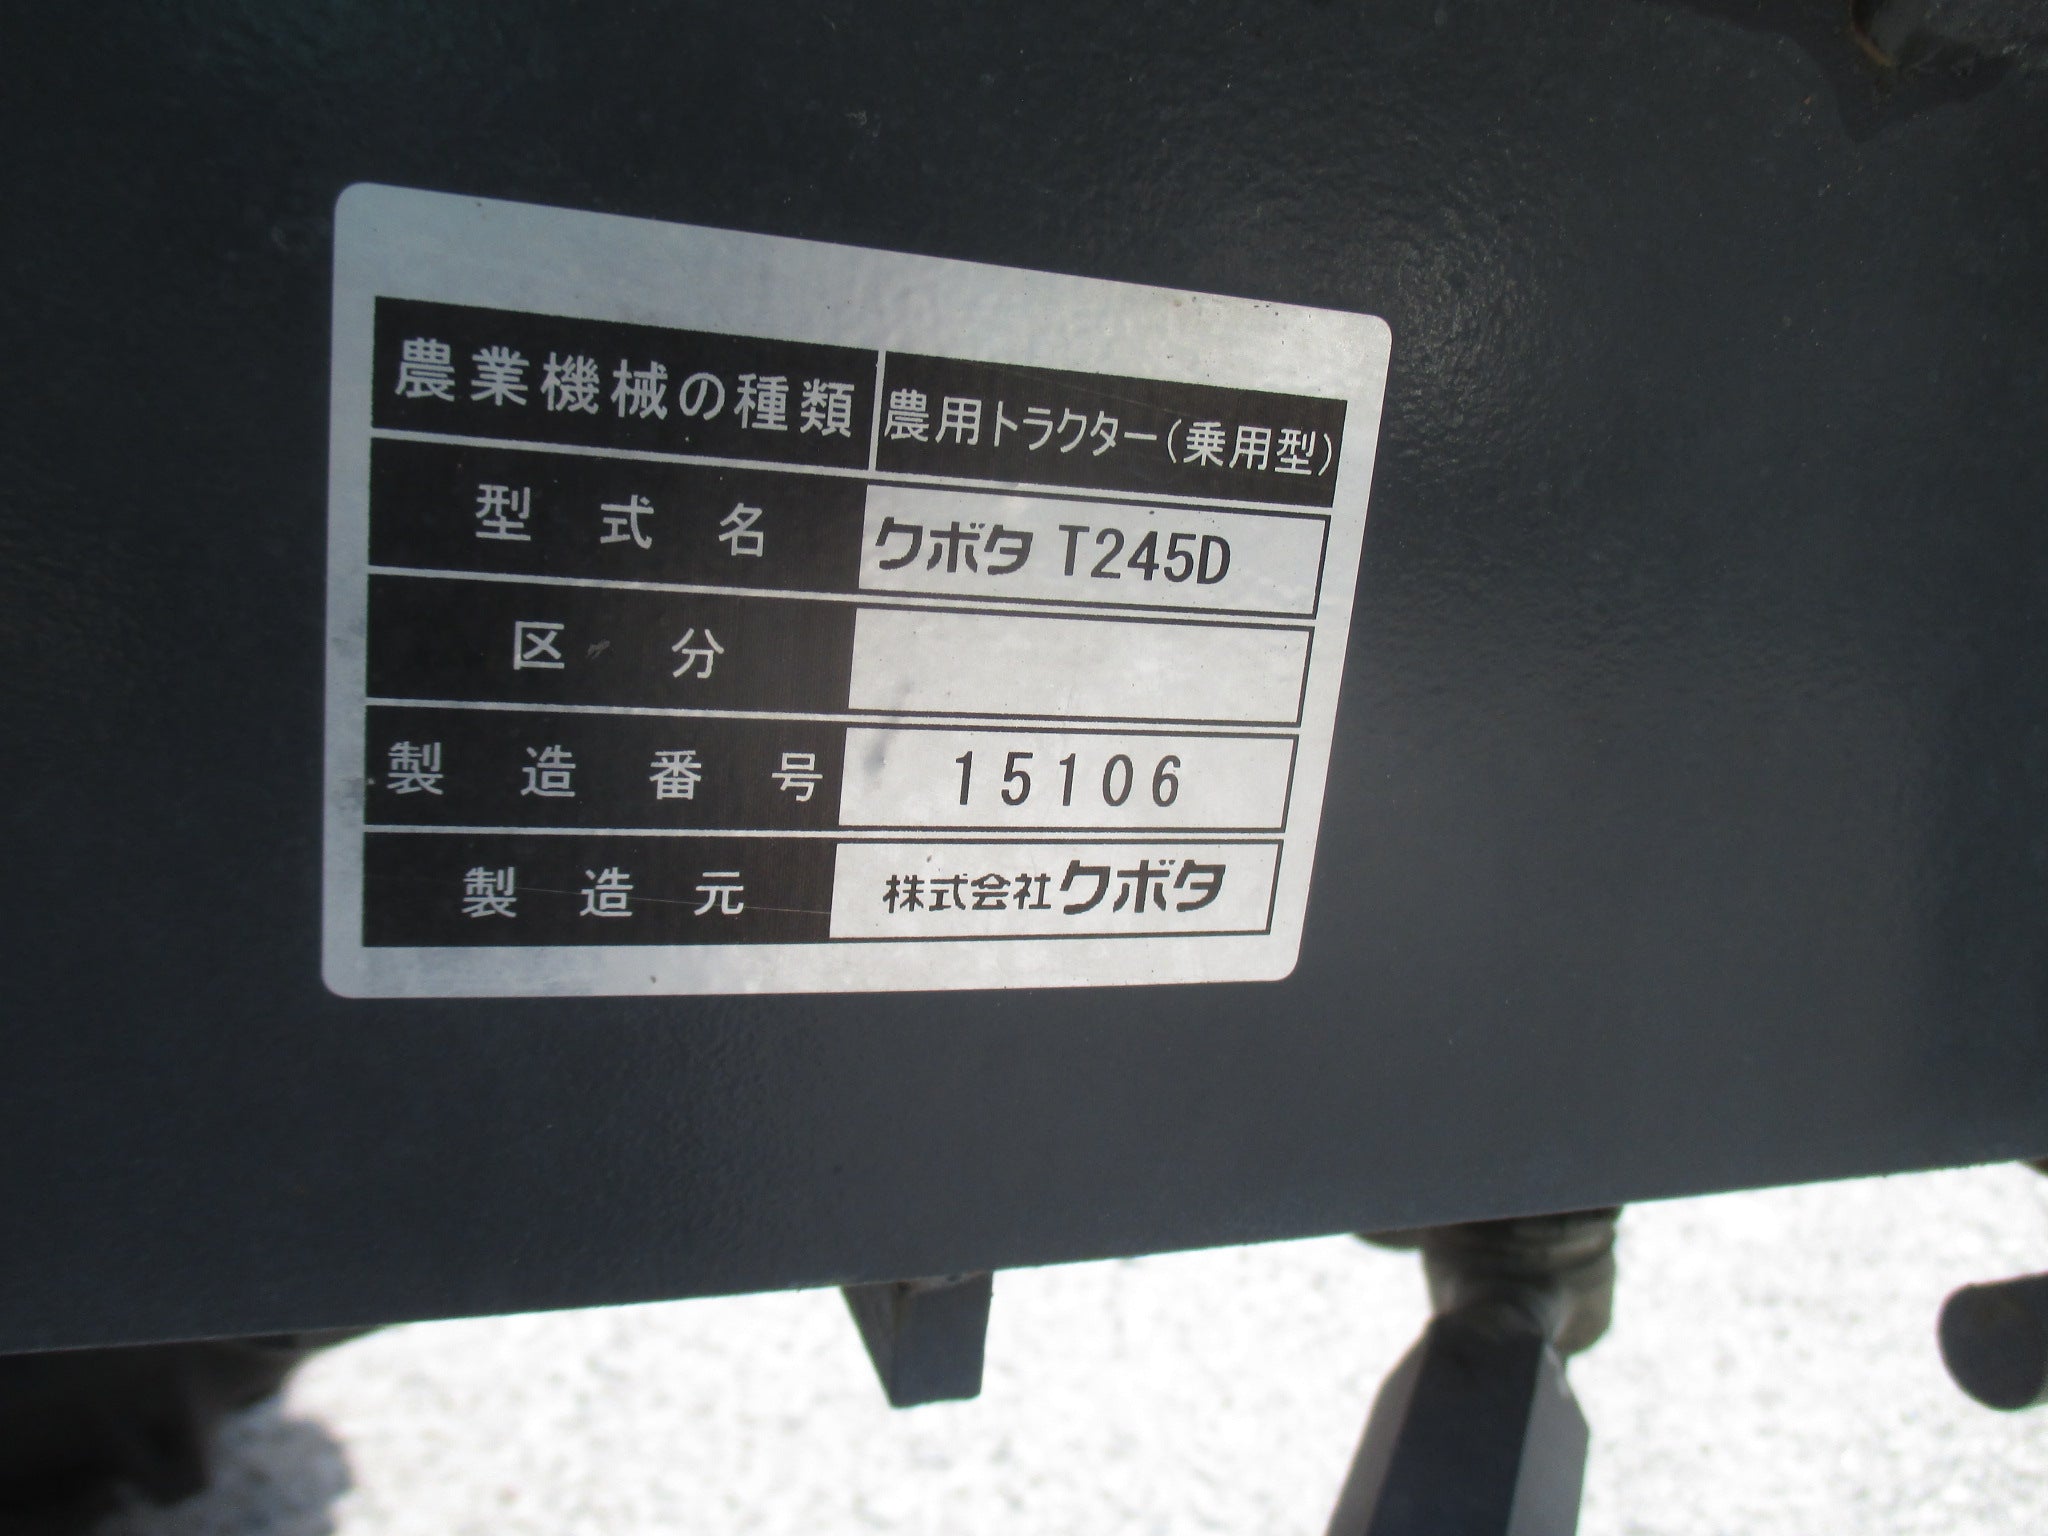 農業機械の種類 農用トラクター(乗用型)
型式名 クボタ T245D
区分
製造番号 15106
製造元 株式会社クボタ